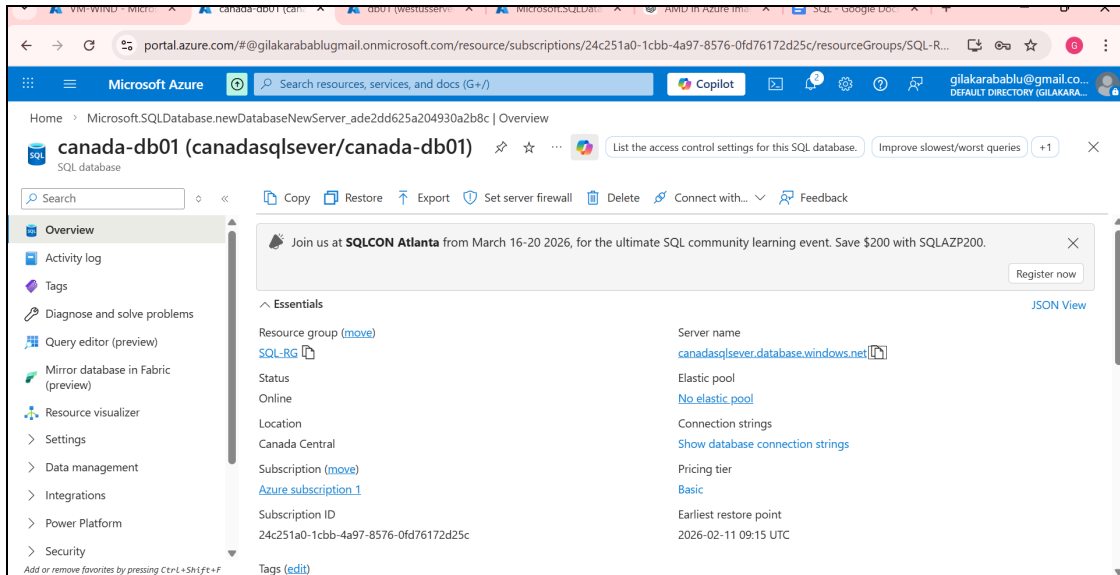 VM-WIND - Micros
canada-db01 (cana
db01 (westusserve
Microsoft.SQLData
AMD in Azure Ima
SQL - Google Doc
portal.azure.com/#@gilakarabablugmail.onmicrosoft.com/resource/subscriptions/24c251a0-1cbb-4a97-8576-0fd76172d25c/resourceGroups/SQL-R...
G
Microsoft Azure
Search resources, services, and docs (G+/)
Copilot
2
gilakarabablu@gmail.co...
DEFAULT DIRECTORY (GILAKARA...
Home > Microsoft.SQLDatabase.newDatabaseNewServer_ade2dd625a204930a2b8c | Overview
SQL
canada-db01 (canadasqlsever/canada-db01)
SQL database
List the access control settings for this SQL database.
Improve slowest/worst queries
+1
Search
Copy
Restore
Export
Set server firewall
Delete
Connect with...
Feedback
Overview
Activity log
Tags
Diagnose and solve problems
Query editor (preview)
Mirror database in Fabric
(preview)
Resource visualizer
Settings
Data management
Integrations
Power Platform
Security
Add or remove favorites by pressing Ctrl+Shift+F
Join us at SQLCON Atlanta from March 16-20 2026, for the ultimate SQL community learning event. Save $200 with SQLAZP200.
Register now
Essentials
JSON View
Resource group (move)
SQL-RG
Status
Online
Location
Canada Central
Subscription (move)
Azure subscription 1
Subscription ID
24c251a0-1cbb-4a97-8576-0fd76172d25c
Tags (edit)
Server name
canadasqlsever.database.windows.net
Elastic pool
No elastic pool
Connection strings
Show database connection strings
Pricing tier
Basic
Earliest restore point
2026-02-11 09:15 UTC